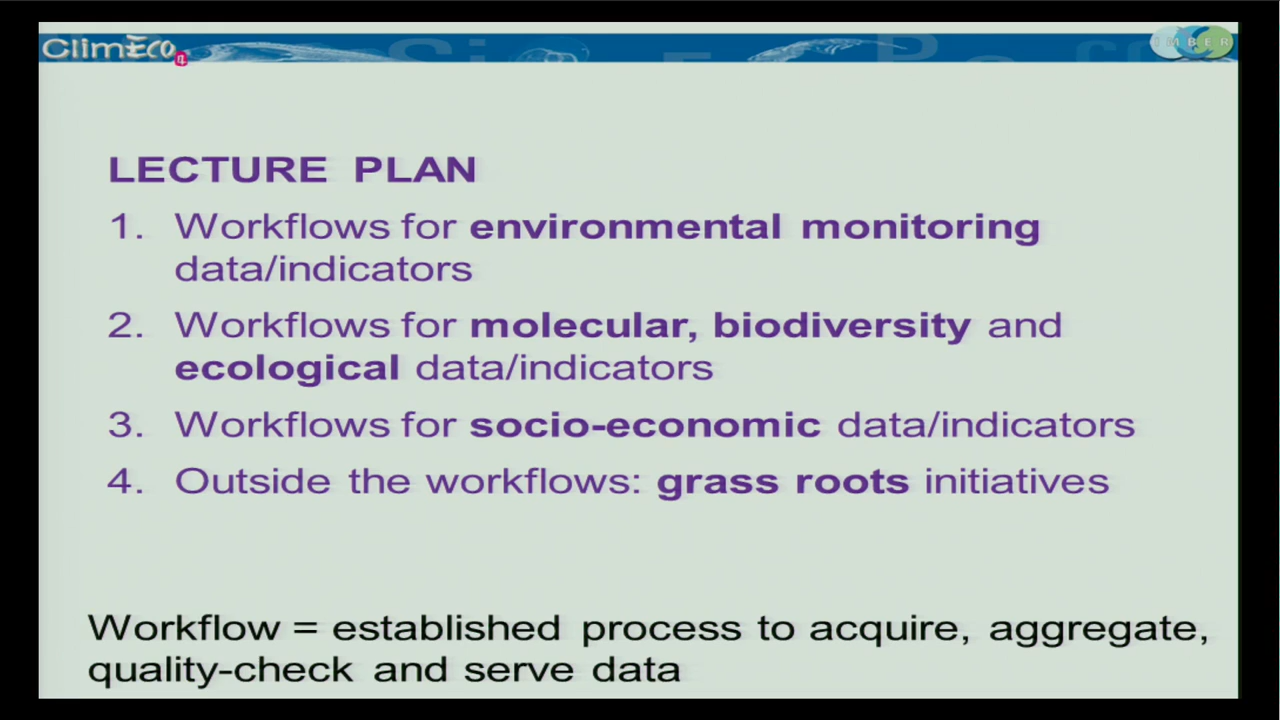 ClimEco
IMBER
LECTURE PLAN
1. Workflows for environmental monitoring
data/indicators
2. Workflows for molecular, biodiversity and
ecological data/indicators
3. Workflows for socio-economic data/indicators
4. Outside the workflows: grass roots initiatives
Workflow = established process to acquire, aggregate,
quality-check and serve data